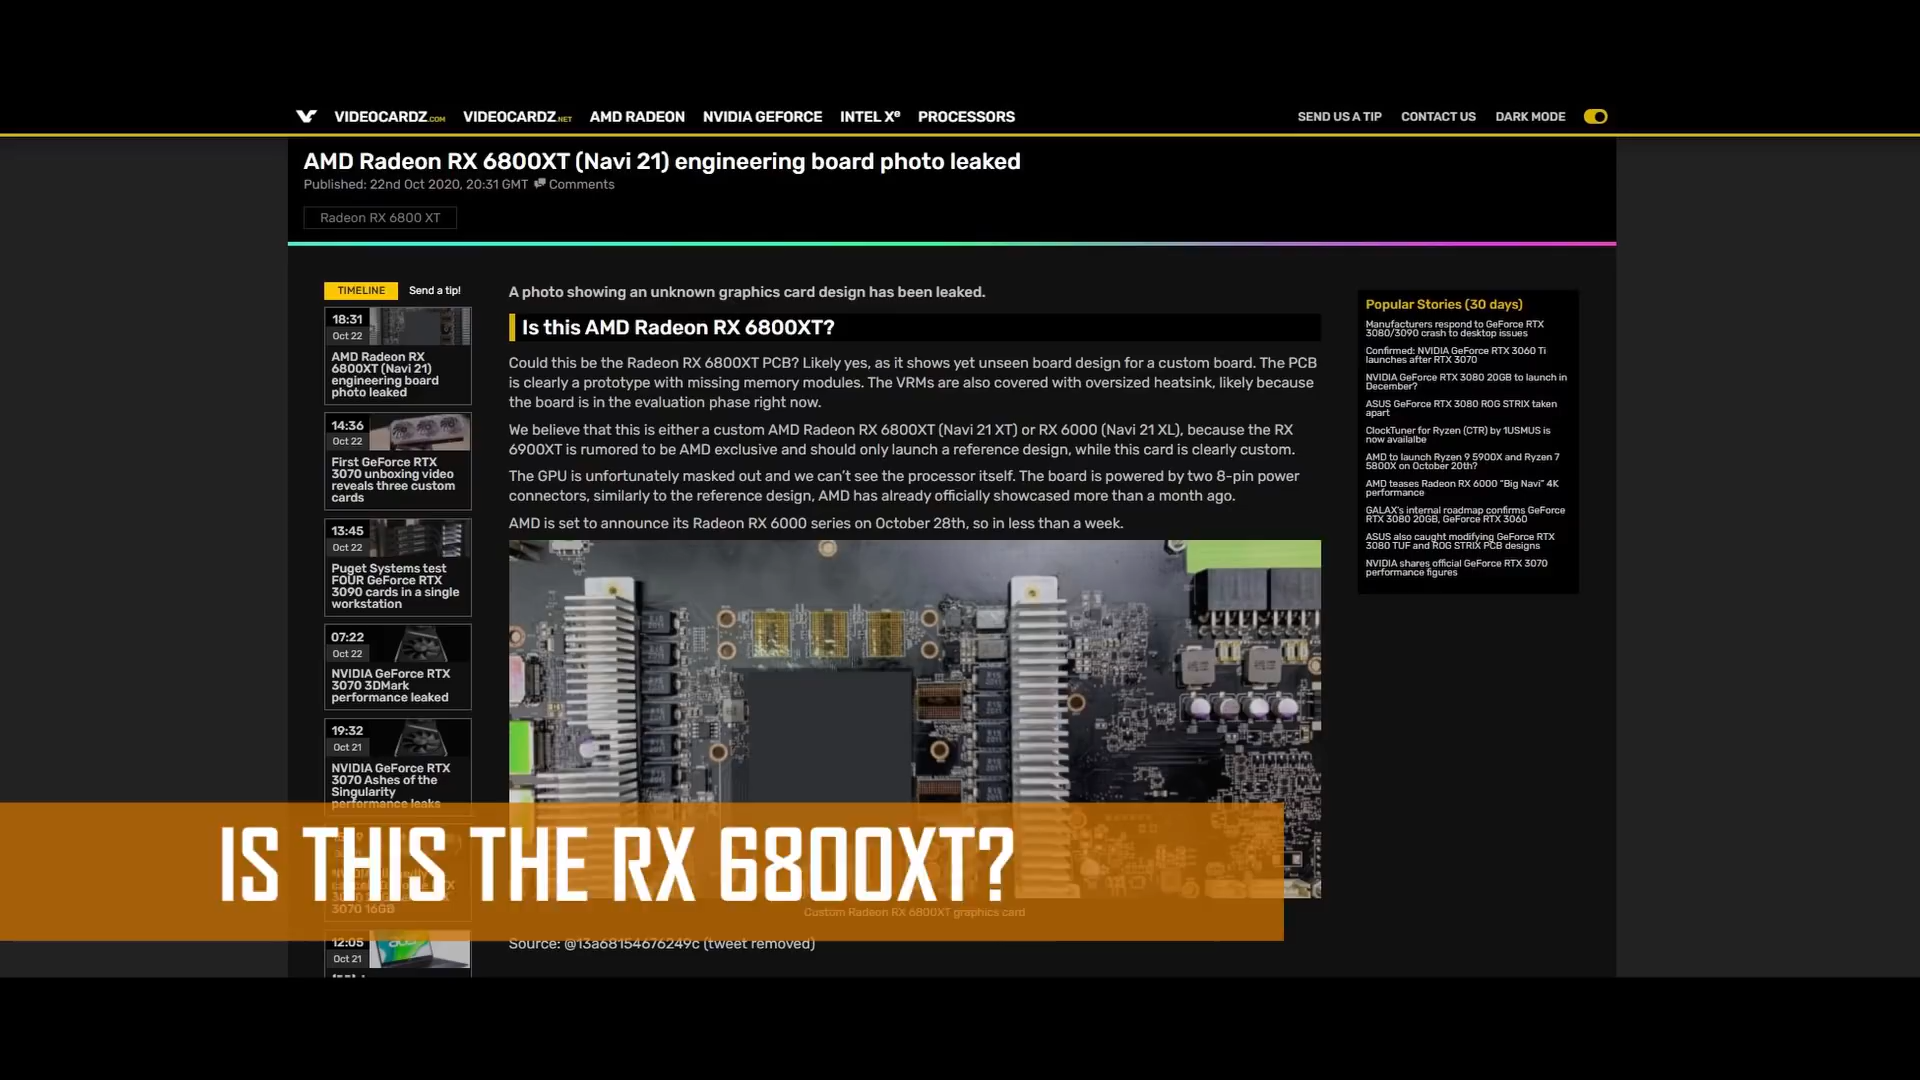 VIDEOCARDZ.COM VIDEOCARDZ.NET AMD RADEON NVIDIA GEFORCE INTEL Xe PROCESSORS
SEND US A TIP CONTACT US DARK MODE
AMD Radeon RX 6800XT (Navi 21) engineering board photo leaked
Published: 22nd Oct 2020, 20:31 GMT Comments
Radeon RX 6800 XT
TIMELINE Send a tip!
18:31
Oct 22
AMD Radeon RX
6800XT (Navi 21)
engineering board
photo leaked
14:36
Oct 22
First GeForce RTX
3070 unboxing video
reveals three custom
cards
13:45
Oct 22
Puget Systems test
FOUR GeForce RTX
3090 cards in a single
workstation
07:22
Oct 22
NVIDIA GeForce RTX
3070 3DMark
performance leaked
19:32
Oct 21
NVIDIA GeForce RTX
3070 Ashes of the
Singularity
performance leaks
3070 16GB
12:05
Oct 21
A photo showing an unknown graphics card design has been leaked.
Is this AMD Radeon RX 6800XT?
Could this be the Radeon RX 6800XT PCB? Likely yes, as it shows yet unseen board design for a custom board. The PCB
is clearly a prototype with missing memory modules. The VRMs are also covered with oversized heatsink, likely because
the board is in the evaluation phase right now.
We believe that this is either a custom AMD Radeon RX 6800XT (Navi 21 XT) or RX 6000 (Navi 21 XL), because the RX
6900XT is rumored to be AMD exclusive and should only launch a reference design, while this card is clearly custom.
The GPU is unfortunately masked out and we can't see the processor itself. The board is powered by two 8-pin power
connectors, similarly to the reference design, AMD has already officially showcased more than a month ago.
AMD is set to announce its Radeon RX 6000 series on October 28th, so in less than a week.
Custom Radeon RX 6800XT graphics card
Source: @13a68154676249c (tweet removed)
Popular Stories (30 days)
Manufacturers respond to GeForce RTX
3080/3090 crash to desktop issues
Confirmed: NVIDIA GeForce RTX 3060 Ti
launches after RTX 3070
NVIDIA GeForce RTX 3080 20GB to launch in
December?
ASUS GeForce RTX 3080 ROG STRIX taken
apart
ClockTuner for Ryzen (CTR) by 1USMUS is
now availalbe
AMD to launch Ryzen 9 5900X and Ryzen 7
5800X on October 20th?
AMD teases Radeon RX 6000 "Big Navi" 4K
performance
GALAX's internal roadmap confirms GeForce
RTX 3080 20GB, GeForce RTX 3060
ASUS also caught modifying GeForce RTX
3080 TUF and ROG STRIX PCB designs
NVIDIA shares official GeForce RTX 3070
performance figures
IS THIS THE RX 6800XT?